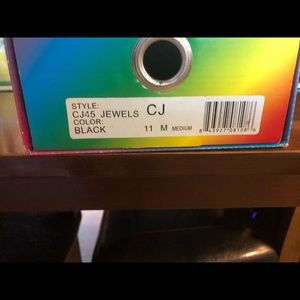 STYLE:
CJ45 JEWELS CJ
COLOR:
BLACK 11 M MEDIUM